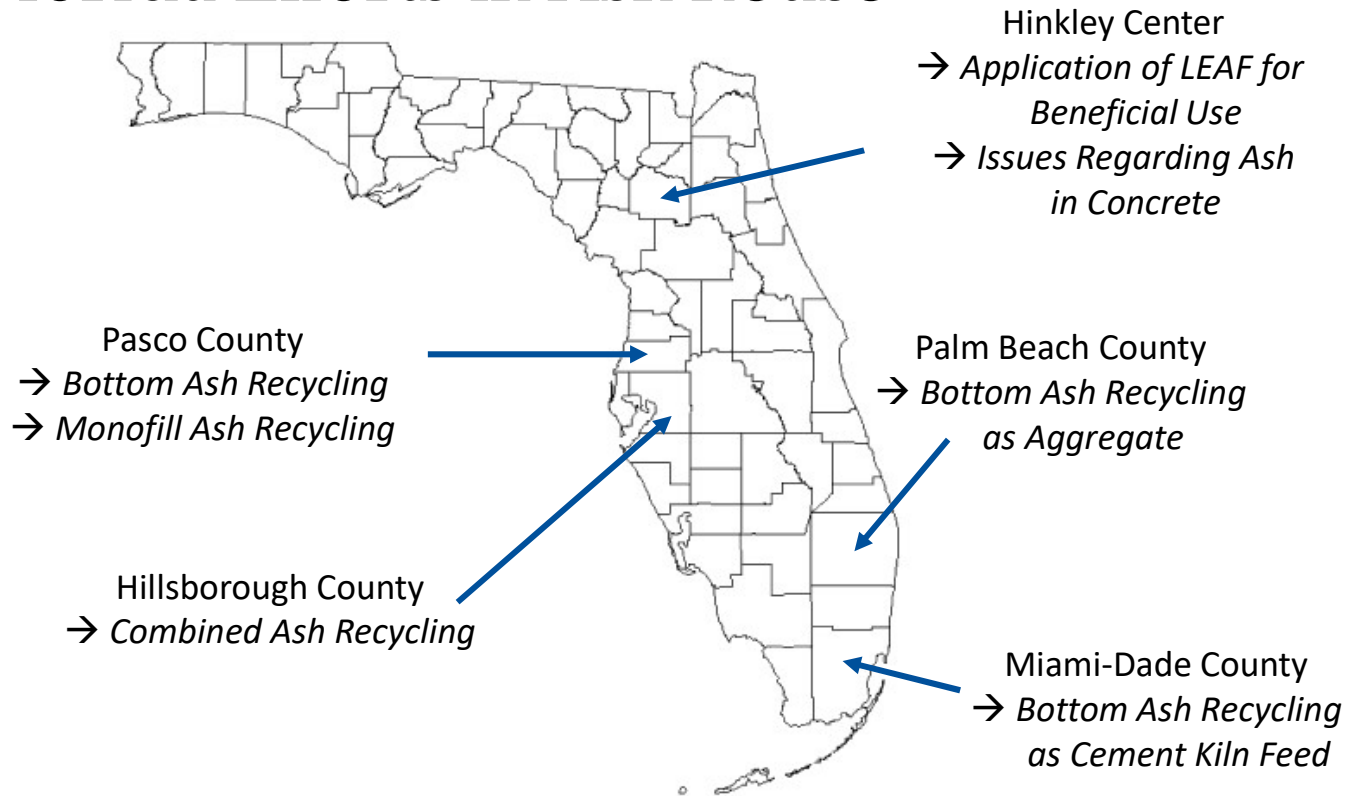 Hinkley Center
→ Application of LEAF for
Beneficial Use
→ Issues Regarding Ash
in Concrete
Pasco County
→ Bottom Ash Recycling
→ Monofill Ash Recycling
Palm Beach County
→ Bottom Ash Recycling
as Aggregate
Hillsborough County
→ Combined Ash Recycling
Miami-Dade County
→ Bottom Ash Recycling
as Cement Kiln Feed